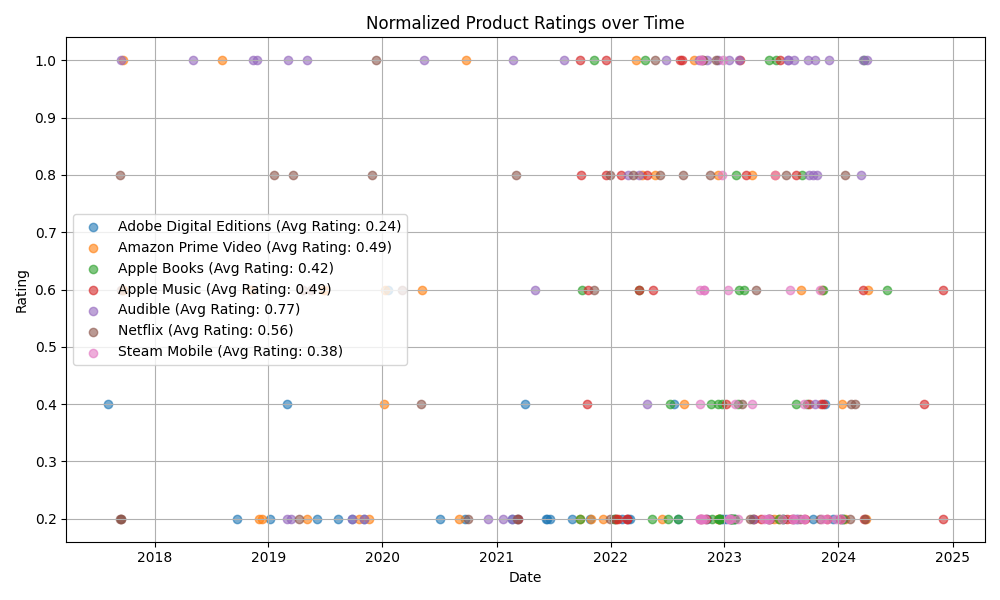 Normalized Product Ratings over Time
Rating
1.0
0.9
0.8
0.7
0.6
0.5
0.4
0.3
0.2
Adobe Digital Editions (Avg Rating: 0.24)
Amazon Prime Video (Avg Rating: 0.49)
Apple Books (Avg Rating: 0.42)
Apple Music (Avg Rating: 0.49)
Audible (Avg Rating: 0.77)
Netflix (Avg Rating: 0.56)
Steam Mobile (Avg Rating: 0.38)
2018 2019 2020 2021 2022 2023 2024 2025
Date